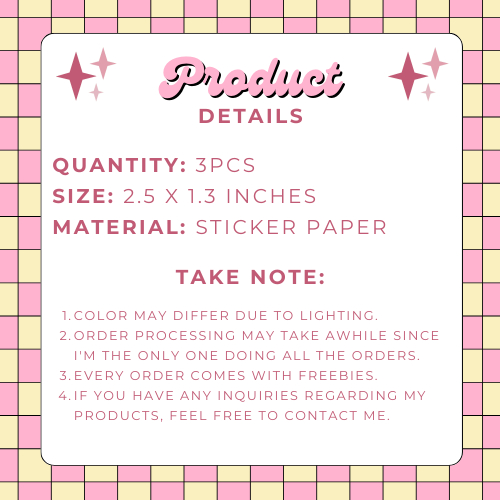 Product
DETAILS
QUANTITY: 3PCS
SIZE: 2.5 X 1.3 INCHES
MATERIAL: STICKER PAPER
TAKE NOTE:
1. COLOR MAY DIFFER DUE TO LIGHTING.
2. ORDER PROCESSING MAY TAKE AWHILE SINCE
I'M THE ONLY ONE DOING ALL THE ORDERS.
3. EVERY ORDER COMES WITH FREEBIES.
4. IF YOU HAVE ANY INQUIRIES REGARDING MY
PRODUCTS, FEEL FREE TO CONTACT ME.